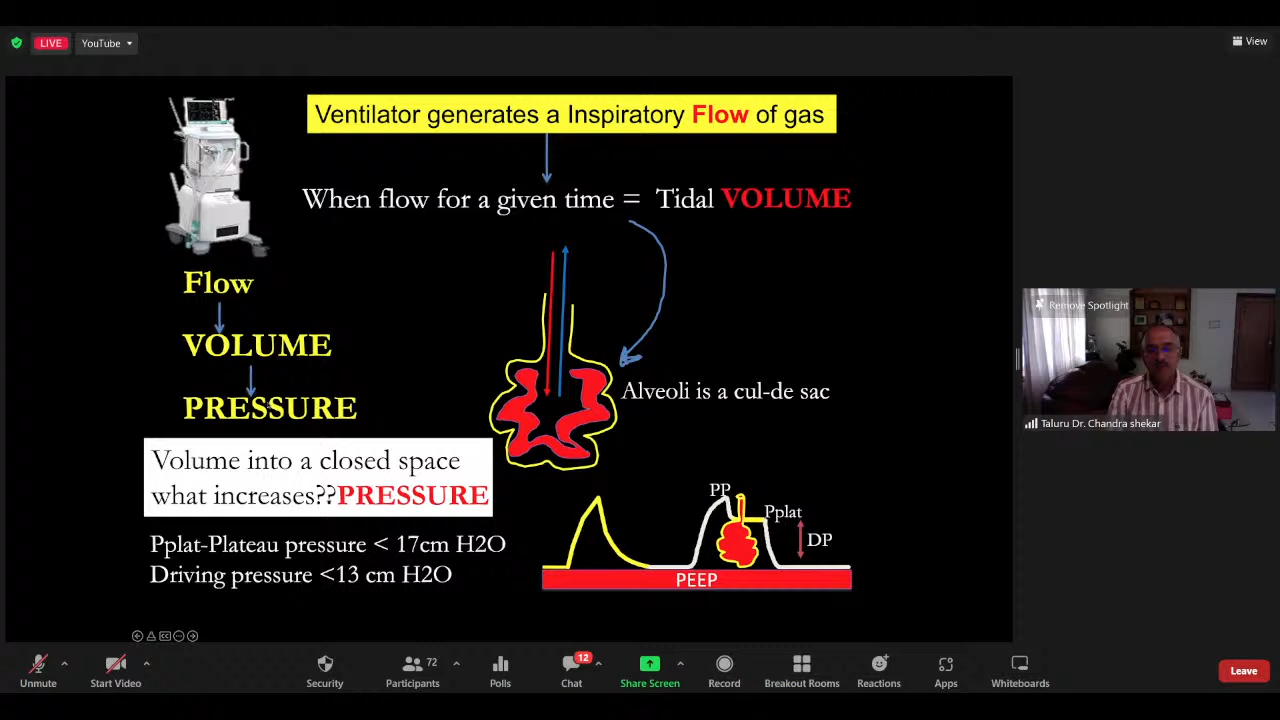 LIVE
YouTube
View
Ventilator generates a Inspiratory Flow of gas
When flow for a given time = Tidal VOLUME
Flow
VOLUME
PRESSURE
Alveoli is a cul-de sac
Volume into a closed space
what increases??PRESSURE
Pplat-Plateau pressure < 17cm H2O
Driving pressure <13 cm H2O
PP
Pplat
DP
PEEP
Remove Spotlight
Taluru Dr. Chandra shekar
Unmute
Start Video
Security
72
Participants
Polls
12
Chat
Share Screen
Record
Breakout Rooms
Reactions
Apps
Whiteboards
Leave